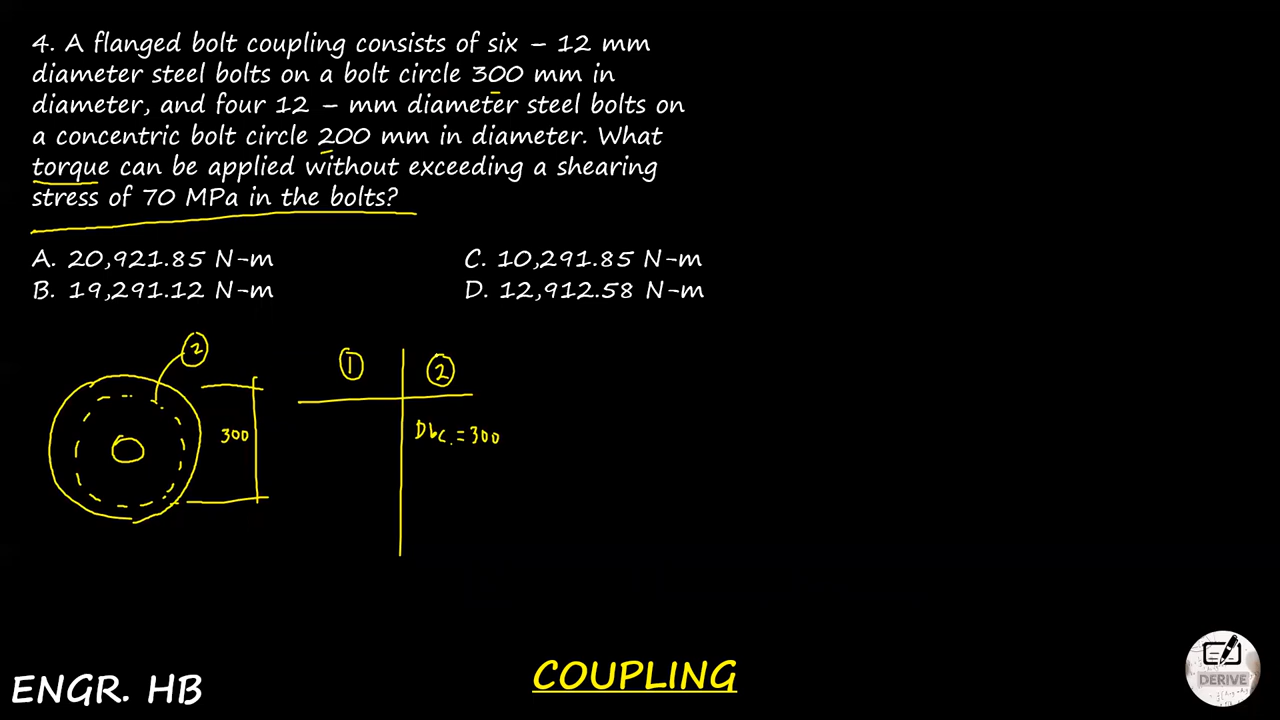 4. A flanged bolt coupling consists of six – 12 mm
diameter steel bolts on a bolt circle 300 mm in
diameter, and four 12 – mm diameter steel bolts on
a concentric bolt circle 200 mm in diameter. What
torque can be applied without exceeding a shearing
stress of 70 MPa in the bolts?
A. 20,921.85 N-m
C. 10,291.85 N-m
B. 19,291.12 N-m
D. 12,912.58 N-m
2
1
2
300
Dbc. = 300
COUPLING
ENGR. HB
DERIVE